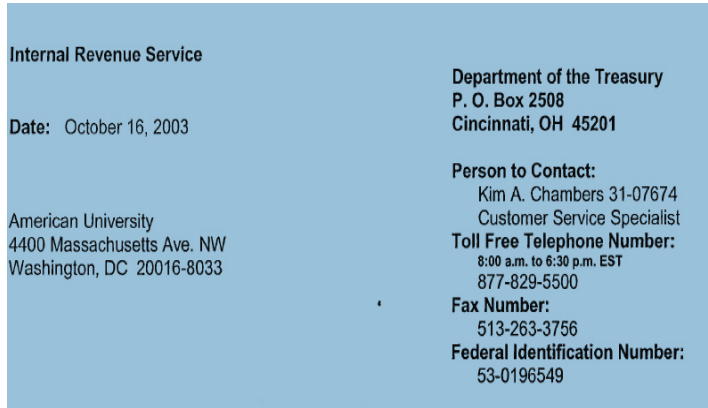 Internal Revenue Service
Date: October 16, 2003
American University
4400 Massachusetts Ave. NW
Washington, DC 20016-8033
Department of the Treasury
P. O. Box 2508
Cincinnati, OH 45201
Person to Contact:
Kim A. Chambers 31-07674
Customer Service Specialist
Toll Free Telephone Number:
8:00 a.m. to 6:30 p.m. EST
877-829-5500
Fax Number:
513-263-3756
Federal Identification Number:
53-0196549